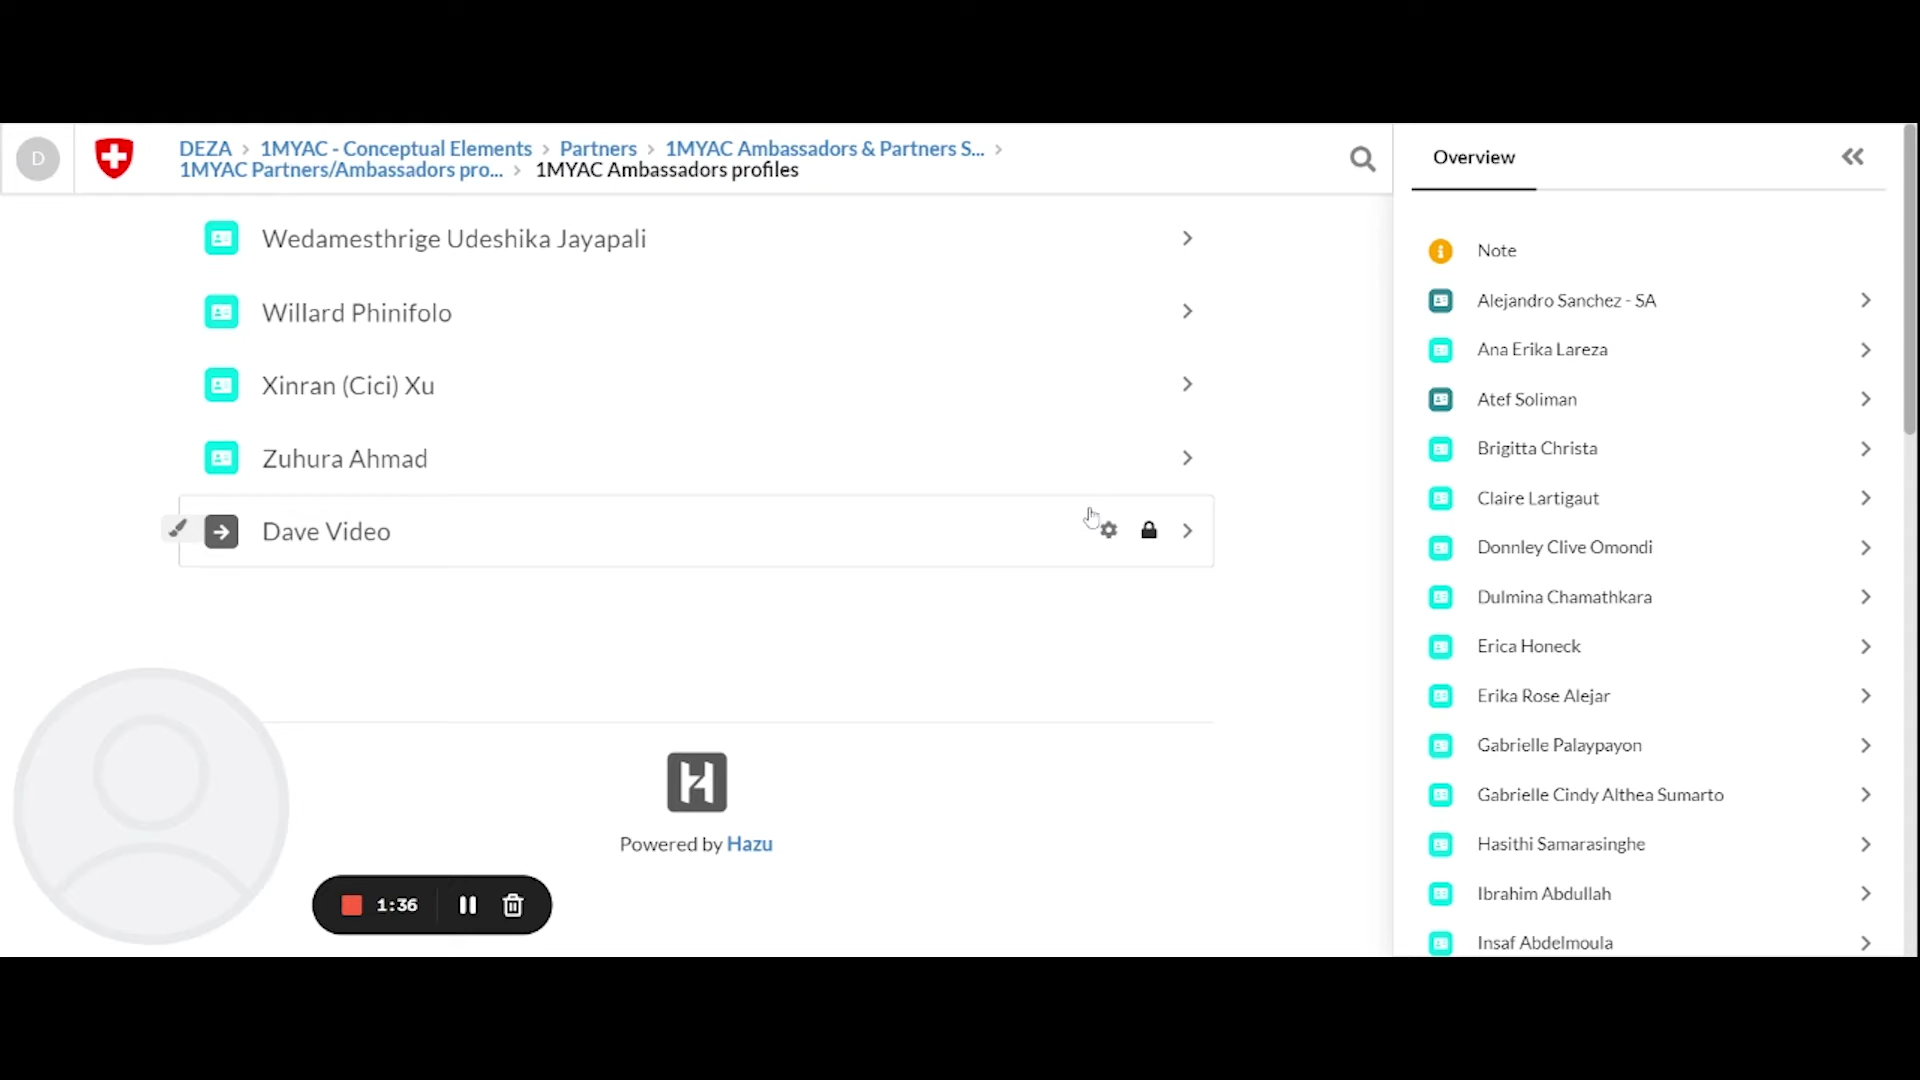 D
DEZA > 1MYAC - Conceptual Elements > Partners > 1MYAC Ambassadors & Partners S... >
1MYAC Partners/Ambassadors pro... > 1MYAC Ambassadors profiles
Wedamesthrige Udeshika Jayapali
Willard Phinifolo
Xinran (Cici) Xu
Zuhura Ahmad
Dave Video
Powered by Hazu
1:36
Overview
Note
Alejandro Sanchez - SA
Ana Erika Lareza
Atef Soliman
Brigitta Christa
Claire Lartigaut
Donnley Clive Omondi
Dulmina Chamathkara
Erica Honeck
Erika Rose Alejar
Gabrielle Palaypayon
Gabrielle Cindy Althea Sumarto
Hasithi Samarasinghe
Ibrahim Abdullah
Insaf Abdelmoula